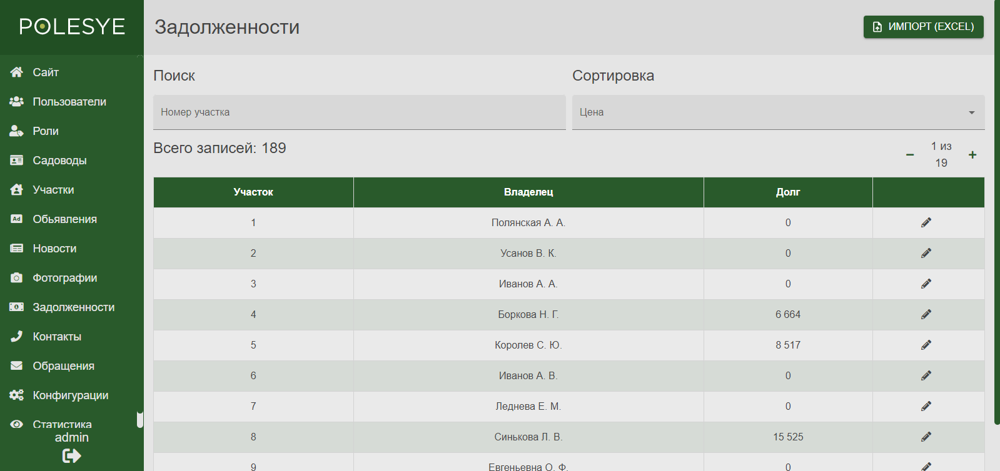 POLESYE
Сайт
Пользователи
Роли
Садоводы
Участки
Ad
Обьявления
Новости
Фотографии
Задолженности
Контакты
Обращения
Конфигурации
Статистика
admin
Задолженности
ИМПОРТ (EXCEL)
Поиск
Сортировка
Номер участка
Цена
Всего записей: 189
− 1 из +
19
Участок Владелец Долг
1 Полянская А. А. 0
2 Усанов В. К. 0
3 Иванов А. А. 0
4 Боркова Н. Г. 6 664
5 Королев С. Ю. 8 517
6 Иванов А. В. 0
7 Леднева Е. М. 0
8 Синькова Л. В. 15 525
9 Евгеньевна О. Ф. 0